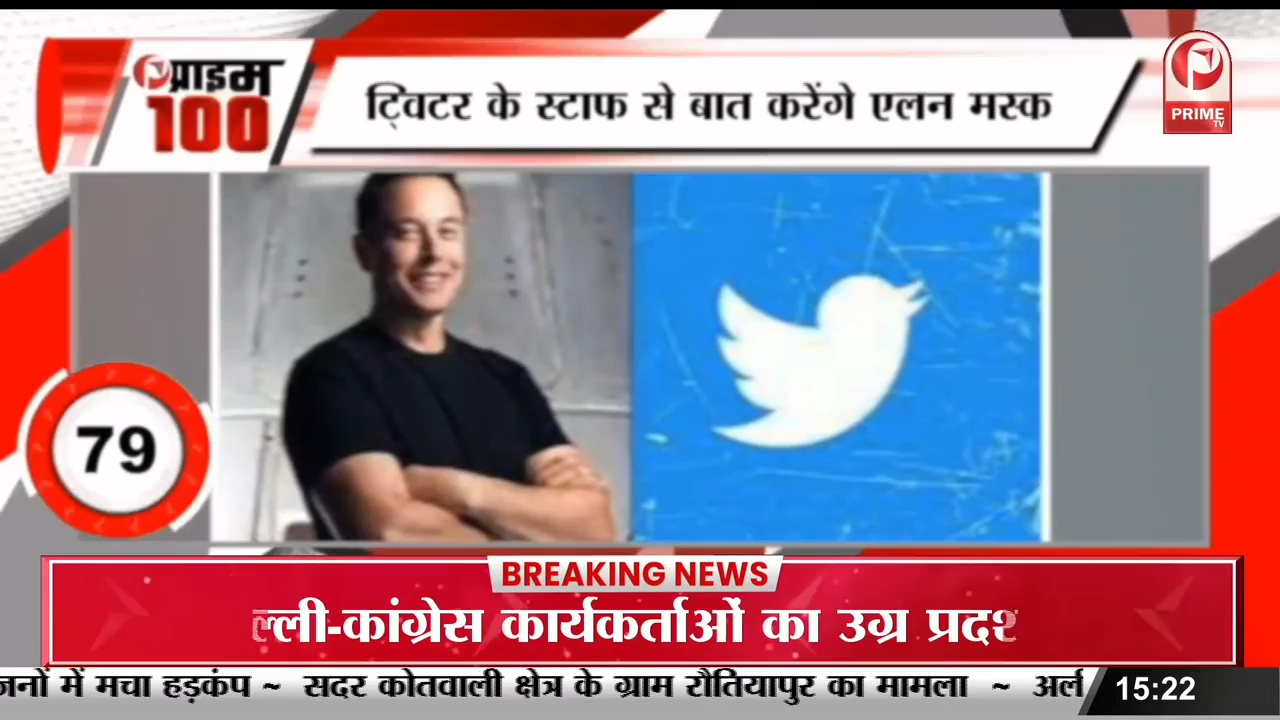 प्राइम
100
ट्विटर के स्टाफ से बात करेंगे एलन मस्क
PRIME
TV
79
BREAKING NEWS
ल्ली-कांग्रेस कार्यकर्ताओं का उग्र
जनों में मचा हड़कंप ~ सदर कोतवाली क्षेत्र के ग्राम रौतियापुर का मामला ~
15:22